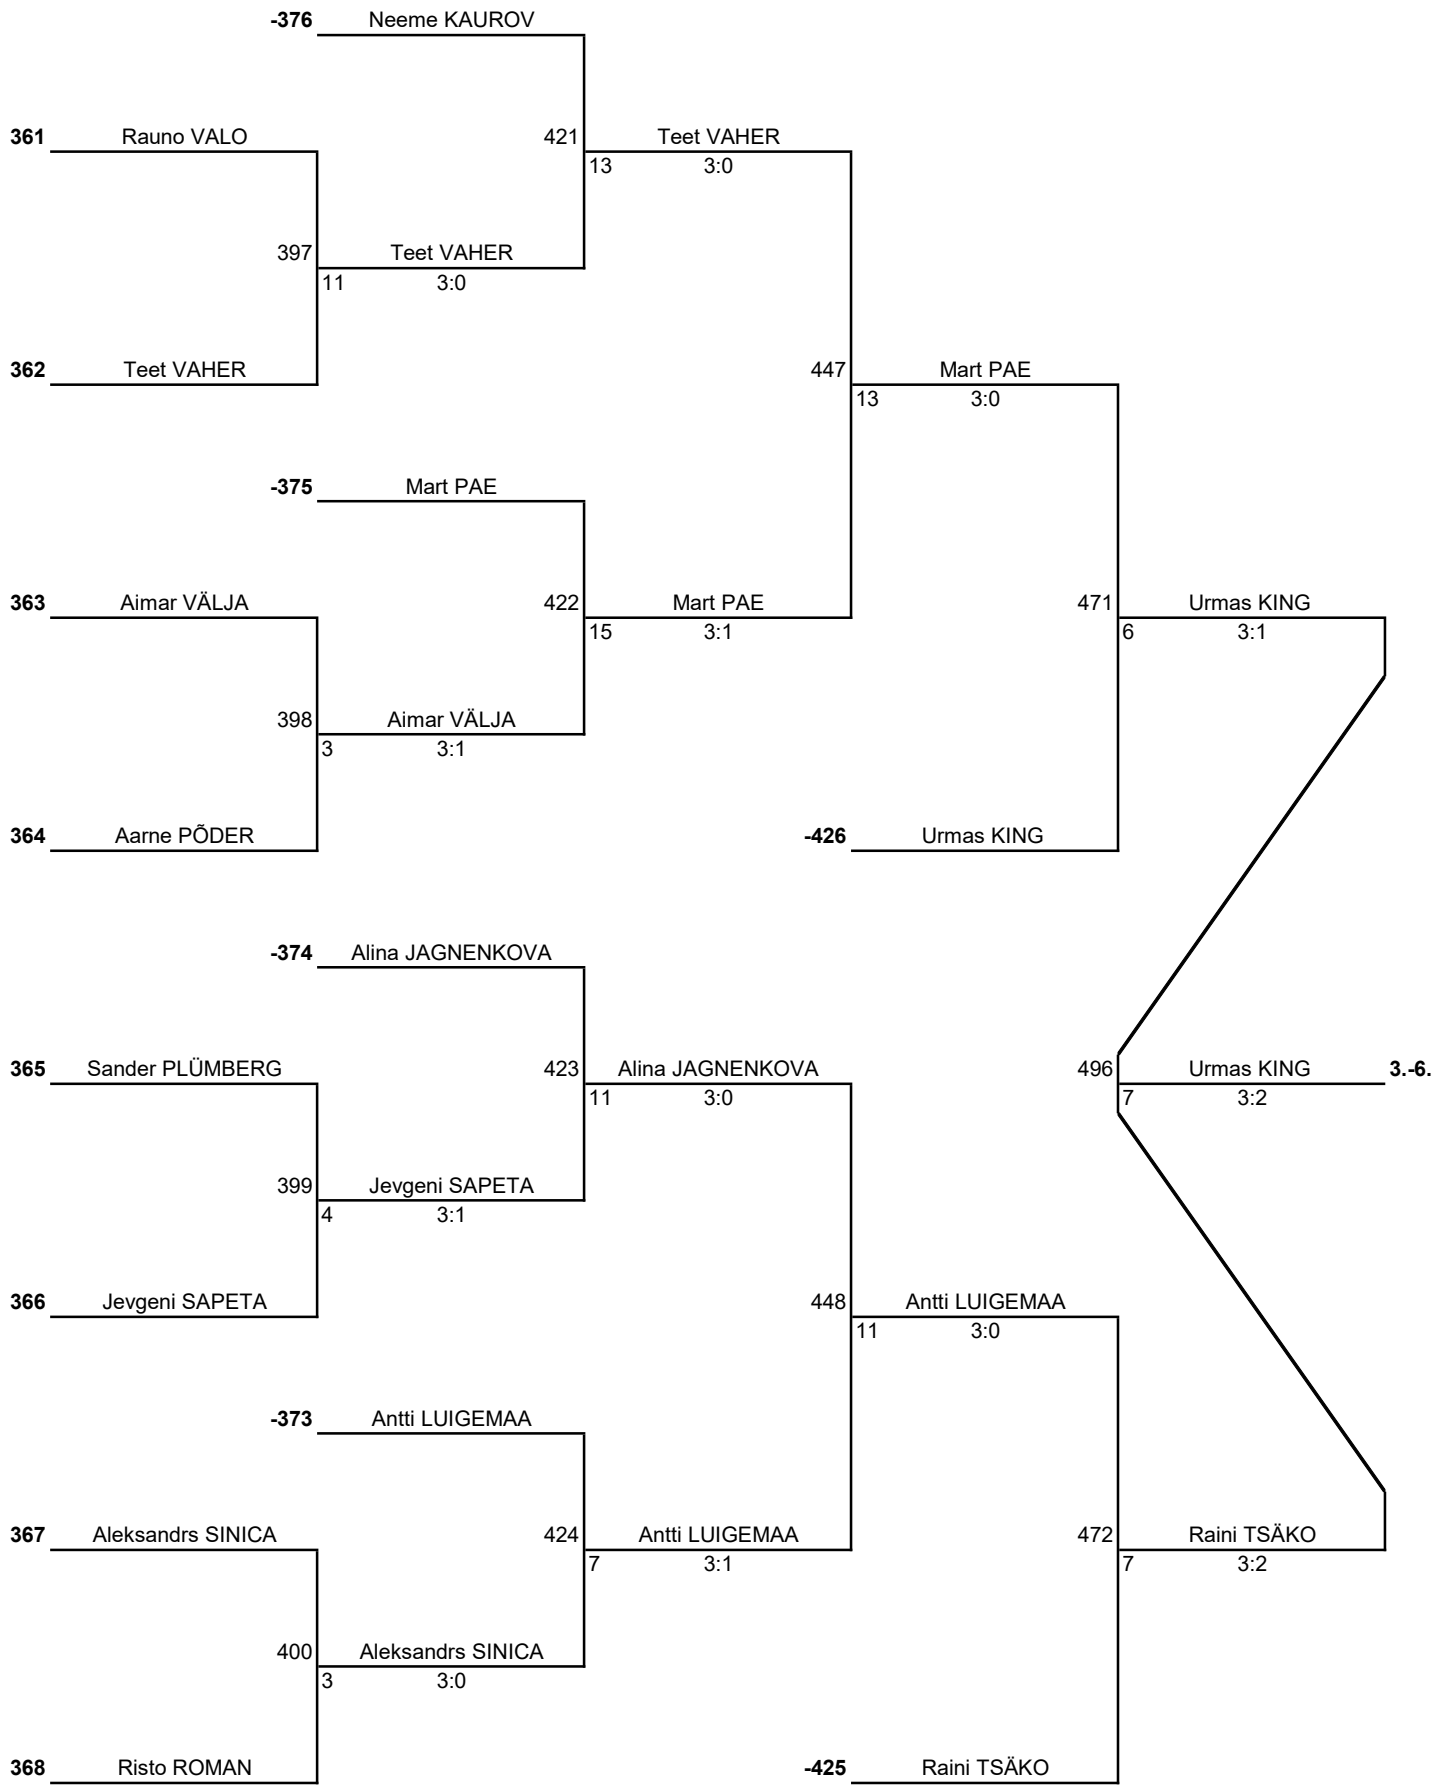 -376 Neeme KAUROV
361 Rauno VALO 421 Teet VAHER
13 3:0
397 Teet VAHER
11 3:0
362 Teet VAHER 447 Mart PAE
13 3:0
-375 Mart PAE
363 Aimar VÄLJA 422 Mart PAE 471 Urmas KING
15 3:1 6 3:1
398 Aimar VÄLJA
3 3:1
364 Aarne PÕDER -426 Urmas KING
-374 Alina JAGNENKOVA
365 Sander PLÜMBERG 423 Alina JAGNENKOVA 496 Urmas KING 3.-6.
11 3:0 7 3:2
399 Jevgeni SAPETA
4 3:1
366 Jevgeni SAPETA 448 Antti LUIGEMAA
11 3:0
-373 Antti LUIGEMAA
367 Aleksandrs SINICA 424 Antti LUIGEMAA 472 Raini TSÄKO
7 3:1 7 3:2
400 Aleksandrs SINICA
3 3:0
368 Risto ROMAN -425 Raini TSÄKO